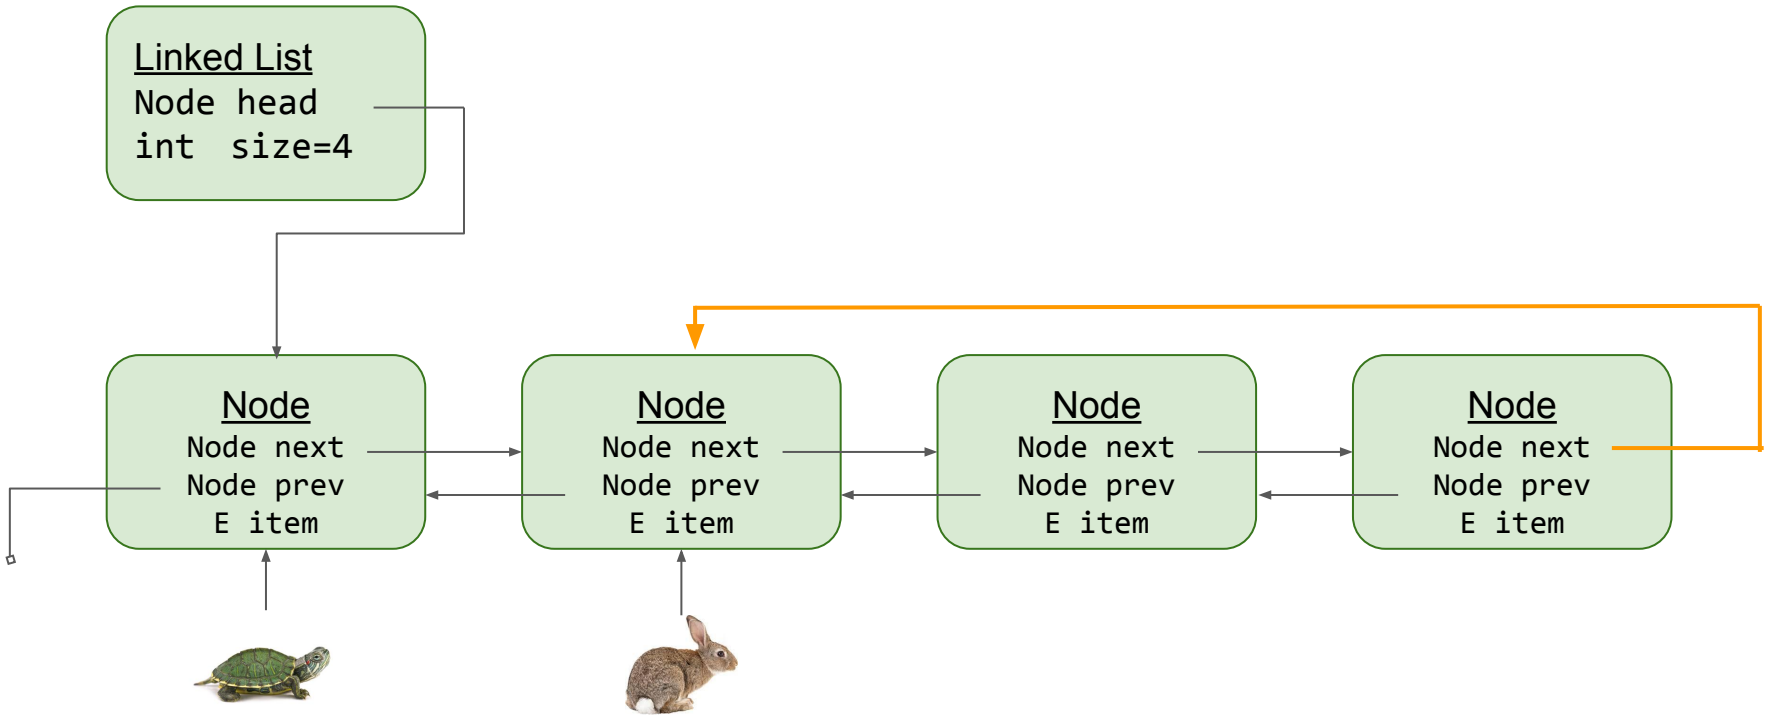 Linked List
Node head
int size=4
Node
Node next
Node prev
E item
Node
Node next
Node prev
E item
Node
Node next
Node prev
E item
Node
Node next
Node prev
E item